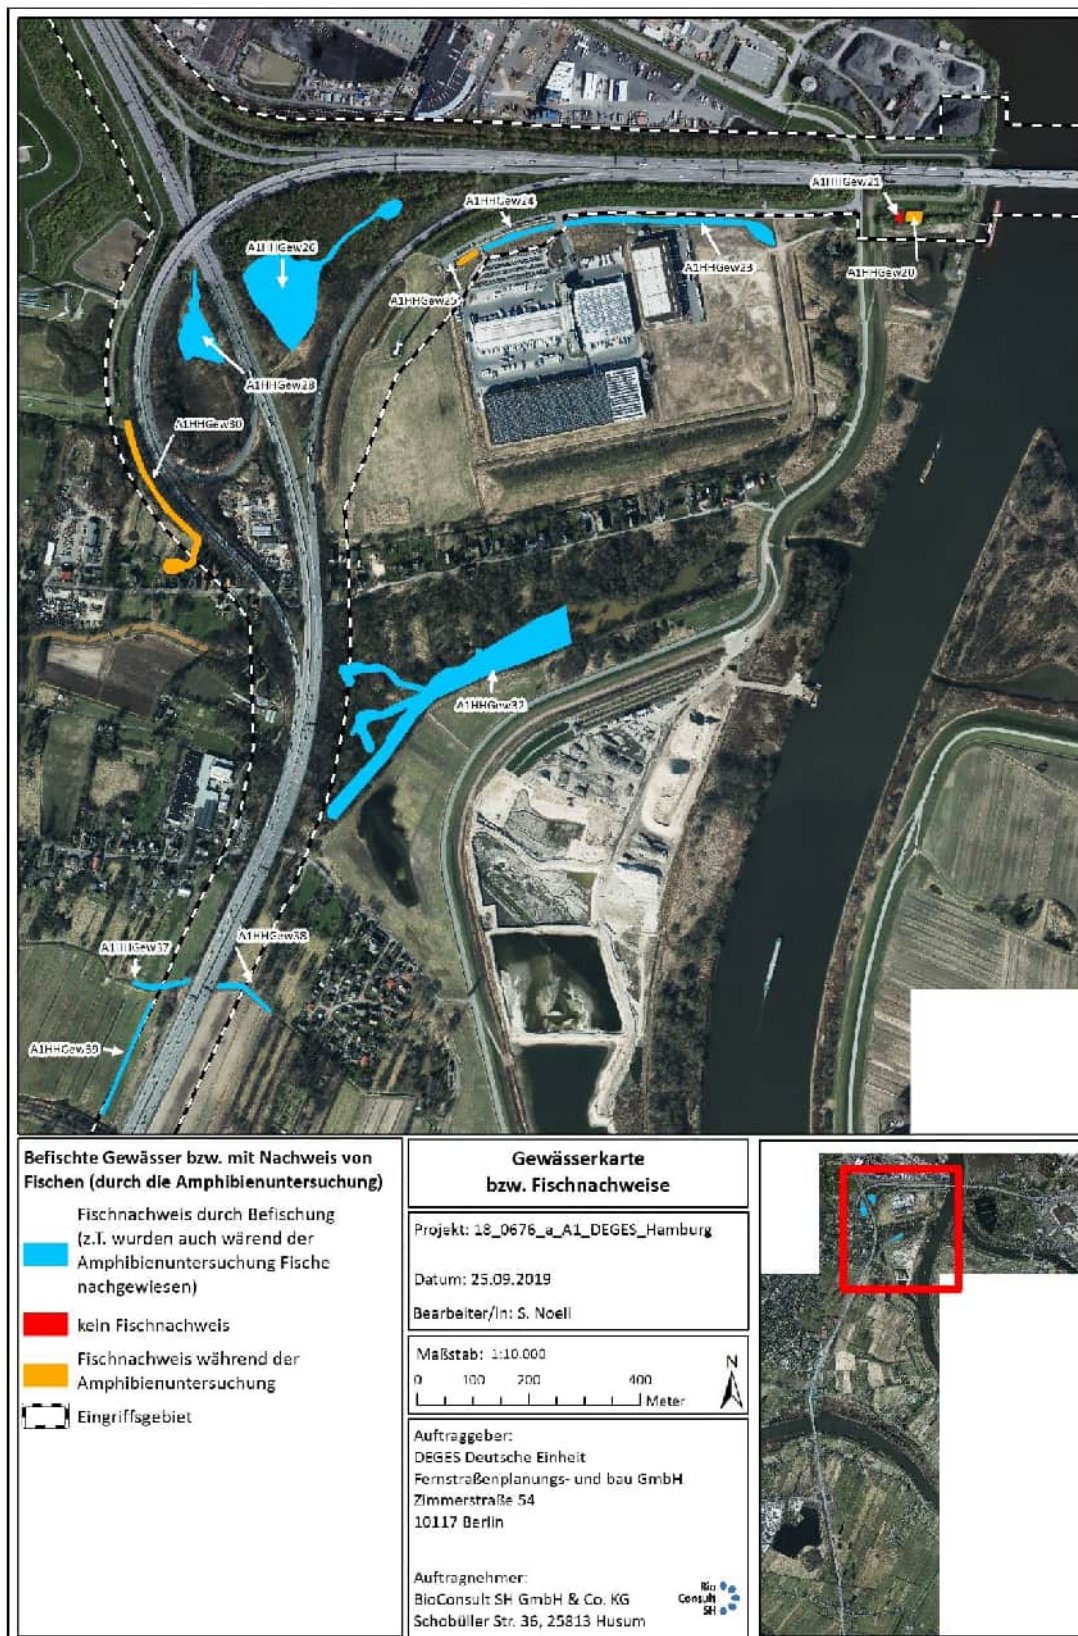 A1HHGew21
A1HHGew24
A1HHGew26
A1HHGew23
A1HHGew20
A1HHGew25
A1HHGew28
A1HHGew30
A1HHGew32
A1HHGew38
A1HHGew37
A1HHGew39
Befischte Gewässer bzw. mit Nachweis von
Fischen (durch die Amphibienuntersuchung)
Fischnachweis durch Befischung
(z.T. wurden auch wärend der
Amphibienuntersuchung Fische
nachgewiesen)
kein Fischnachweis
Fischnachweis während der
Amphibienuntersuchung
Eingriffsgebiet
Gewässerkarte
bzw. Fischnachweise
Projekt: 18_0676_a_A1_DEGES_Hamburg
Datum: 25.09.2019
Bearbeiter/in: S. Noell
Maßstab: 1:10.000
0 100 200 400
Meter
N
Auftraggeber:
DEGES Deutsche Einheit
Fernstraßenplanungs- und bau GmbH
Zimmerstraße 54
10117 Berlin
Auftragnehmer:
BioConsult SH GmbH & Co. KG
Schobüller Str. 36, 25813 Husum
Bio
Consult
SH